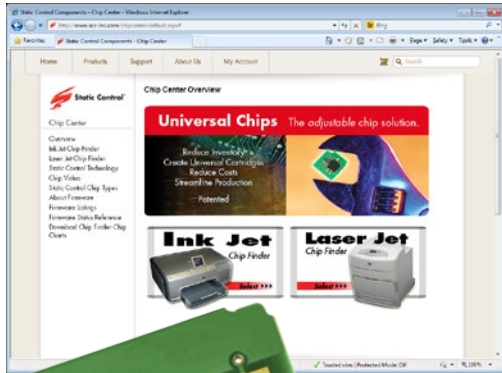 Static Control Components - Chip Center - Windows Internet Explorer
Bing
Favorites
Static Control Components - Chip Center
Page
Safety
Tools
Home
Products
Support
About Us
My Account
Search
Static Control
Chip Center
Overview
Ink Jet Chip Finder
Laser Jet Chip Finder
Static Control Technology
Chip Video
Static Control Chip Types
About Firmware
Firmware Listings
Firmware Status Reference
Download Chip Finder Chip
Charts
Chip Center Overview
Universal Chips The adjustable chip solution.
Reduce Inventory
Create Universal Cartridges
Reduce Costs
Streamline Production
Patented
Ink Jet
Chip Finder
Select >>>
Laser Jet
Chip Finder
Select >>>
Trusted sites | Protected Mode: Off
100%